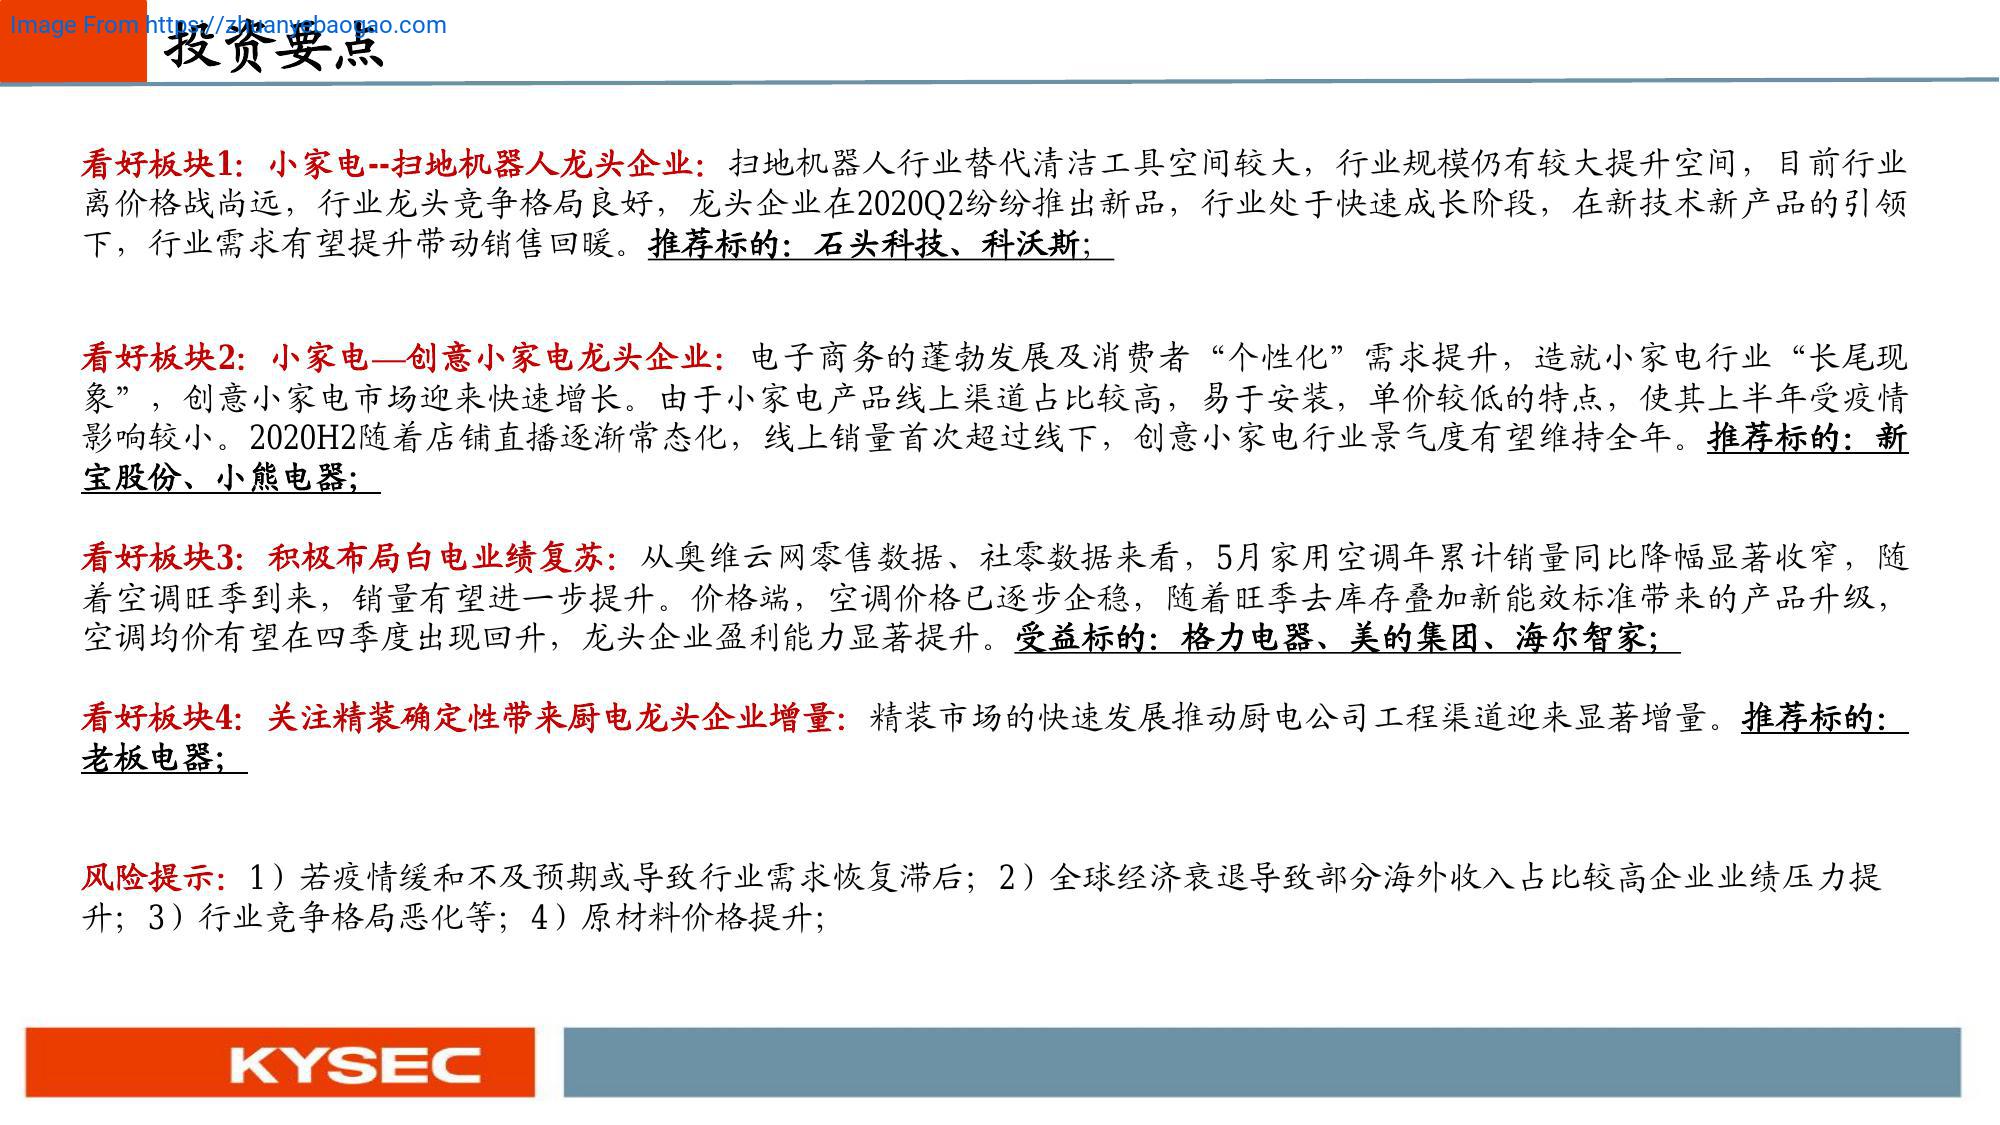 Image From https://zhuanyebaogao.com
投资要点
看好板块1：小家电--扫地机器人龙头企业：扫地机器人行业替代清洁工具空间较大，行业规模仍有较大提升空间，目前行业
离价格战尚远，行业龙头竞争格局良好，龙头企业在2020Q2纷纷推出新品，行业处于快速成长阶段，在新技术新产品的引领
下，行业需求有望提升带动销售回暖。推荐标的：石头科技、科沃斯；
看好板块2：小家电—创意小家电龙头企业：电子商务的蓬勃发展及消费者“个性化”需求提升，造就小家电行业“长尾现
象”，创意小家电市场迎来快速增长。由于小家电产品线上渠道占比较高，易于安装，单价较低的特点，使其上半年受疫情
影响较小。2020H2随着店铺直播逐渐常态化，线上销量首次超过线下，创意小家电行业景气度有望维持全年。推荐标的：新
宝股份、小熊电器；
看好板块3：积极布局白电业绩复苏：从奥维云网零售数据、社零数据来看，5月家用空调年累计销量同比降幅显著收窄，随
着空调旺季到来，销量有望进一步提升。价格端，空调价格已逐步企稳，随着旺季去库存叠加新能效标准带来的产品升级，
空调均价有望在四季度出现回升，龙头企业盈利能力显著提升。受益标的：格力电器、美的集团、海尔智家；
看好板块4：关注精装确定性带来厨电龙头企业增量：精装市场的快速发展推动厨电公司工程渠道迎来显著增量。推荐标的：
老板电器；
风险提示：1）若疫情缓和不及预期或导致行业需求恢复滞后；2）全球经济衰退导致部分海外收入占比较高企业业绩压力提
升；3）行业竞争格局恶化等；4）原材料价格提升；
KYSEC